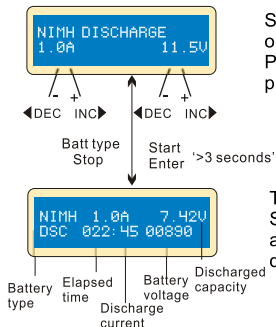 NIMH DISCHARGE
1.0A 11.5V
- + - +
DEC INC DEC INC
Batt type
Stop
Start
Enter '>3 seconds'
NIMH 1.0A 7.42V
DSC 022:45 00890
Battery
type
Elapsed
time
Discharge
current
Battery
voltage
Discharged
capacity
S
o
P
p
T
S
a
c